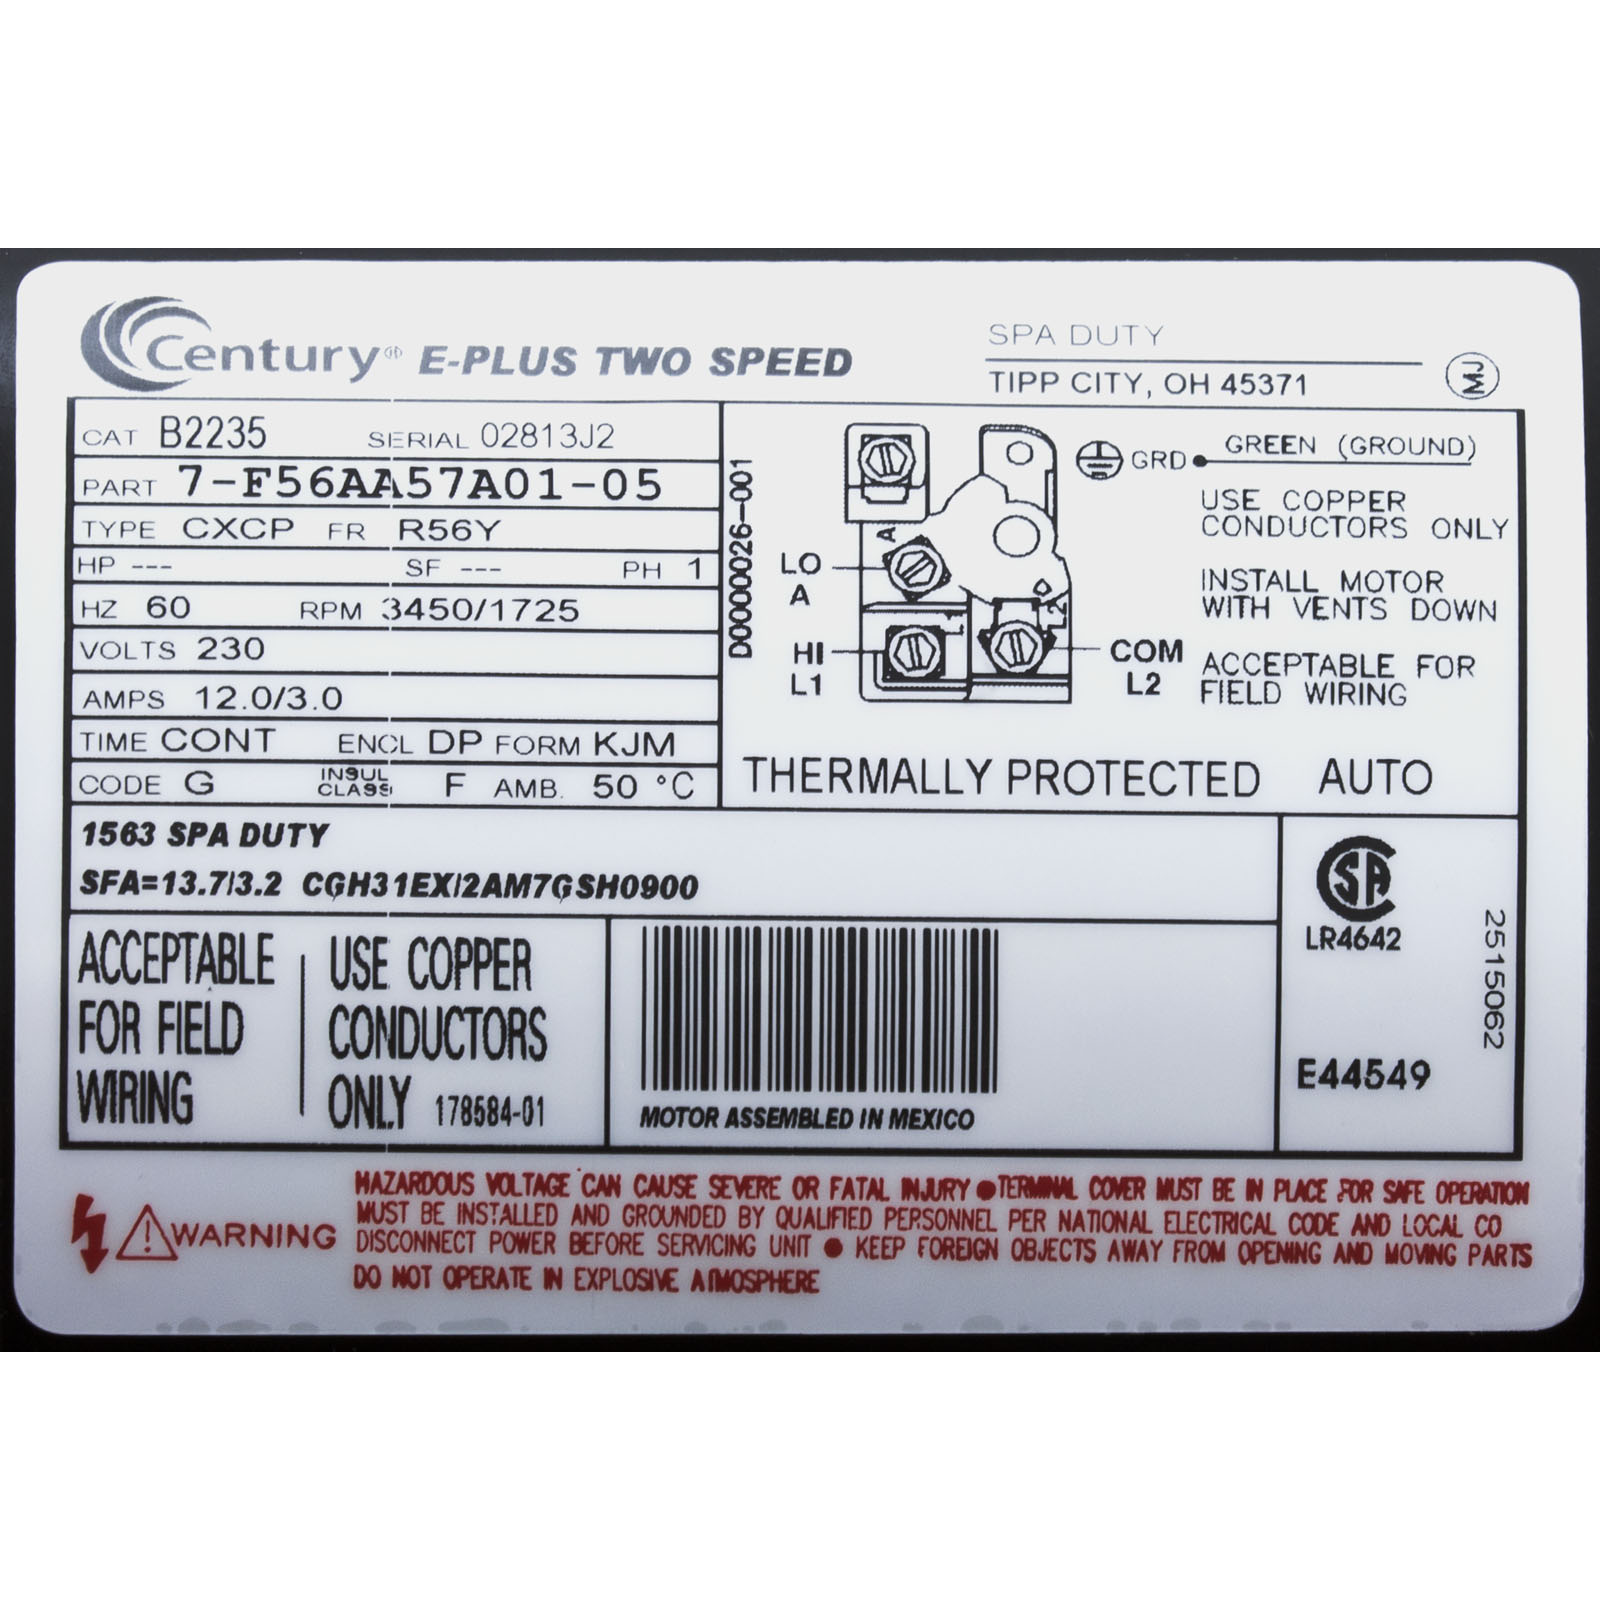 Century® E-PLUS TWO SPEED
SPA DUTY
TIPP CITY, OH 45371
CAT B2235 SERIAL 02813J2
PART 7-F56AA57A01-05
TYPE CXCP FR R56Y
HP --- SF --- PH 1
HZ 60 RPM 3450/1725
VOLTS 230
AMPS 12.0/3.0
TIME CONT ENCL DP FORM KJM
CODE G INSUL CLASS F AMB. 50 °C
D0000026-001
A
LO
A
HI
L1
L1
L2
COM
L2
GRD GREEN (GROUND)
USE COPPER
CONDUCTORS ONLY
INSTALL MOTOR
WITH VENTS DOWN
ACCEPTABLE FOR
FIELD WIRING
THERMALLY PROTECTED AUTO
1563 SPA DUTY
SFA=13.7/3.2 CGH31EX/2AM7GSH0900
ACCEPTABLE
FOR FIELD
WIRING
USE COPPER
CONDUCTORS
ONLY 178584-01
MOTOR ASSEMBLED IN MEXICO
SA
LR4642
E44549
2515062
WARNING
HAZARDOUS VOLTAGE CAN CAUSE SEVERE OR FATAL INJURY ● TERMINAL COVER MUST BE IN PLACE FOR SAFE OPERATION
MUST BE INSTALLED AND GROUNDED BY QUALIFIED PERSONNEL PER NATIONAL ELECTRICAL CODE AND LOCAL CO
DISCONNECT POWER BEFORE SERVICING UNIT ● KEEP FOREIGN OBJECTS AWAY FROM OPENING AND MOVING PARTS
DO NOT OPERATE IN EXPLOSIVE ATMOSPHERE